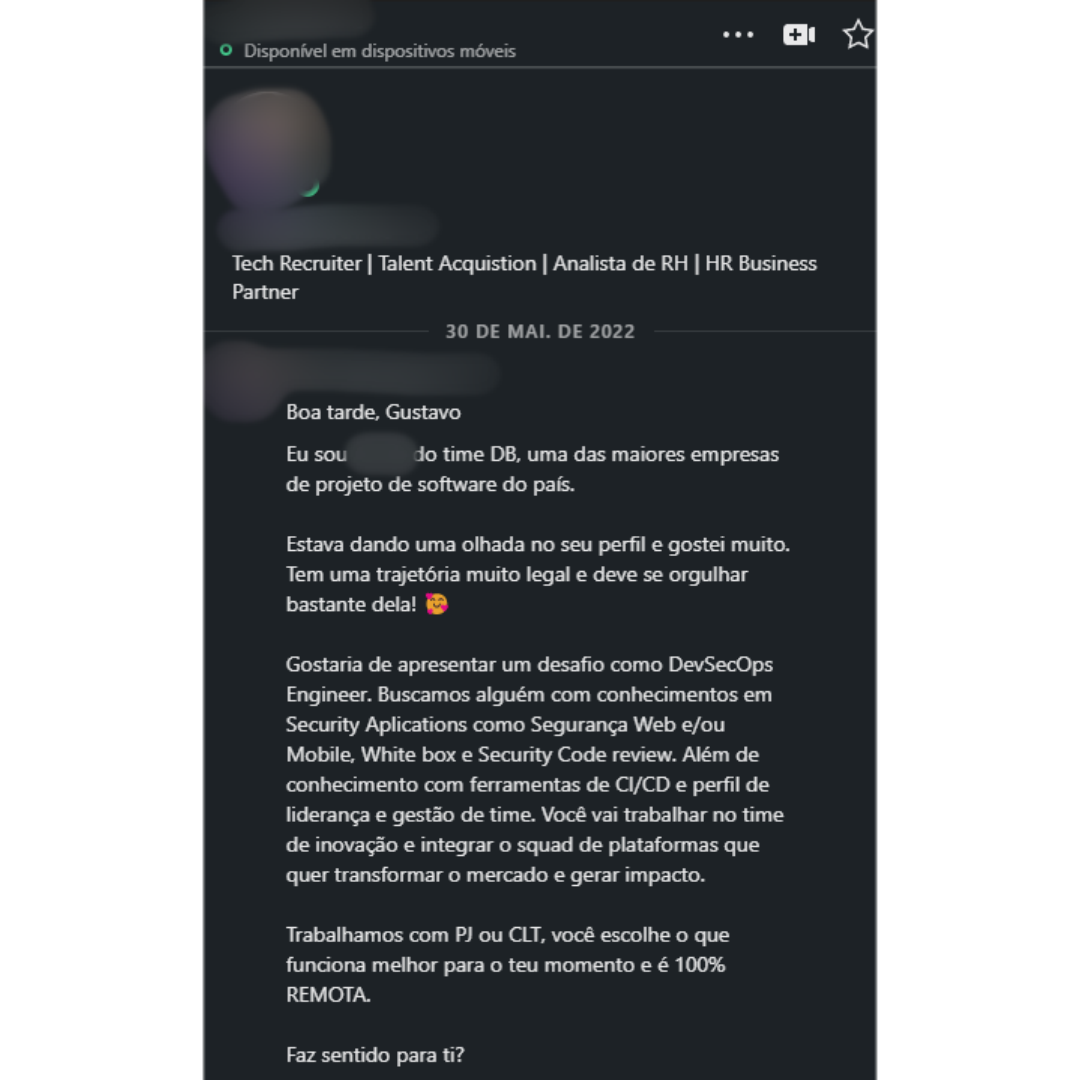 Disponível em dispositivos móveis
Tech Recruiter | Talent Acquistion | Analista de RH | HR Business
Partner
30 DE MAI. DE 2022
Boa tarde, Gustavo
Eu sou do time DB, uma das maiores empresas
de projeto de software do país.
Estava dando uma olhada no seu perfil e gostei muito.
Tem uma trajetória muito legal e deve se orgulhar
bastante dela! 🥰
Gostaria de apresentar um desafio como DevSecOps
Engineer. Buscamos alguém com conhecimentos em
Security Aplications como Segurança Web e/ou
Mobile, White box e Security Code review. Além de
conhecimento com ferramentas de CI/CD e perfil de
liderança e gestão de time. Você vai trabalhar no time
de inovação e integrar o squad de plataformas que
quer transformar o mercado e gerar impacto.
Trabalhamos com PJ ou CLT, você escolhe o que
funciona melhor para o teu momento e é 100%
REMOTA.
Faz sentido para ti?